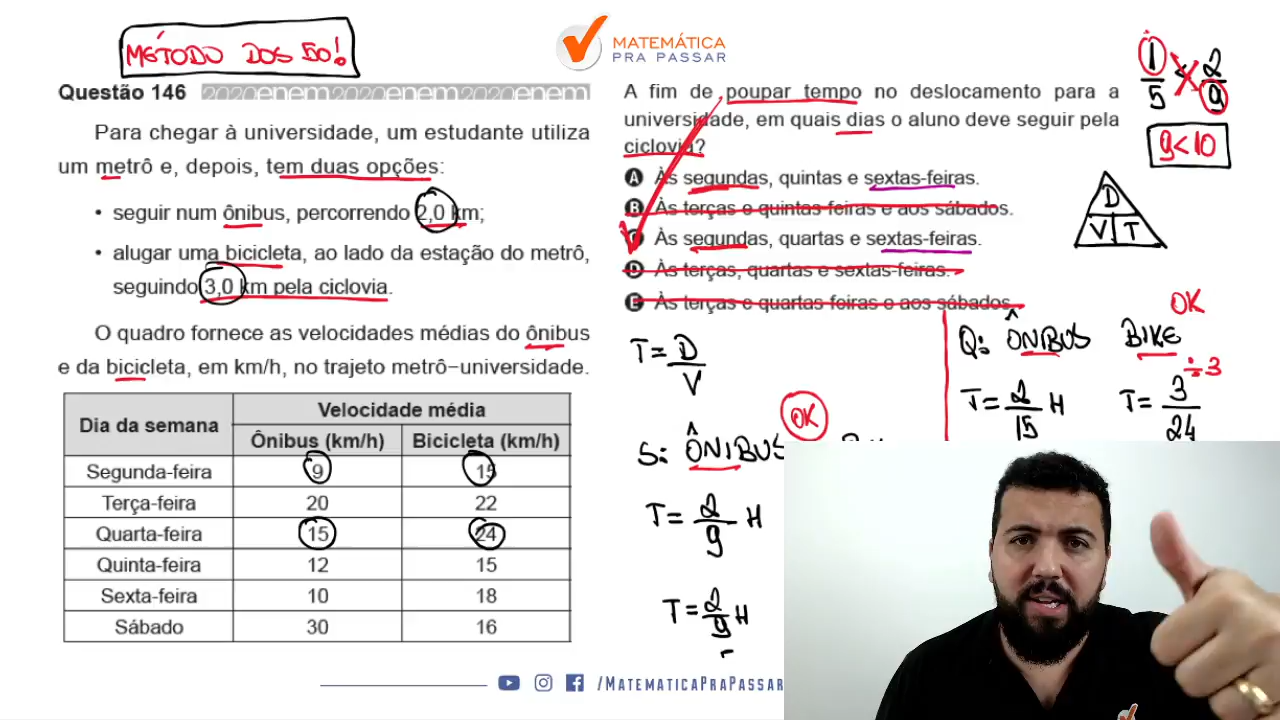 MÉTODO DOS 50!
MATEMÁTICA
PRA PASSAR
Questão 146
2020enem2020enem2020enem
Para chegar à universidade, um estudante utiliza
um metrô e, depois, tem duas opções:
• seguir num ônibus, percorrendo 2,0 km;
• alugar uma bicicleta, ao lado da estação do metrô,
seguindo 3,0 km pela ciclovia.
O quadro fornece as velocidades médias do ônibus
e da bicicleta, em km/h, no trajeto metrô−universidade.
Dia da semana
Velocidade média
Ônibus (km/h) Bicicleta (km/h)
Segunda-feira 9 15
Terça-feira 20 22
Quarta-feira 15 24
Quinta-feira 12 15
Sexta-feira 10 18
Sábado 30 16
A fim de poupar tempo no deslocamento para a
universidade, em quais dias o aluno deve seguir pela
ciclovia?
A Às segundas, quintas e sextas-feiras.
B Às terças e quintas-feiras e aos sábados.
C Às segundas, quartas e sextas-feiras.
D Às terças, quartas e sextas-feiras.
E Às terças e quartas-feiras e aos sábados.
1/5 2/9
9<10
D
V T
T = D/V
OK
S: ÔNIBUS
T = 2/9 H
T = 2/9 H
OK
Q: ÔNIBUS BIKE
÷3
T = 2/15 H T = 3/24
/MATEMATICAPRAPASSAR